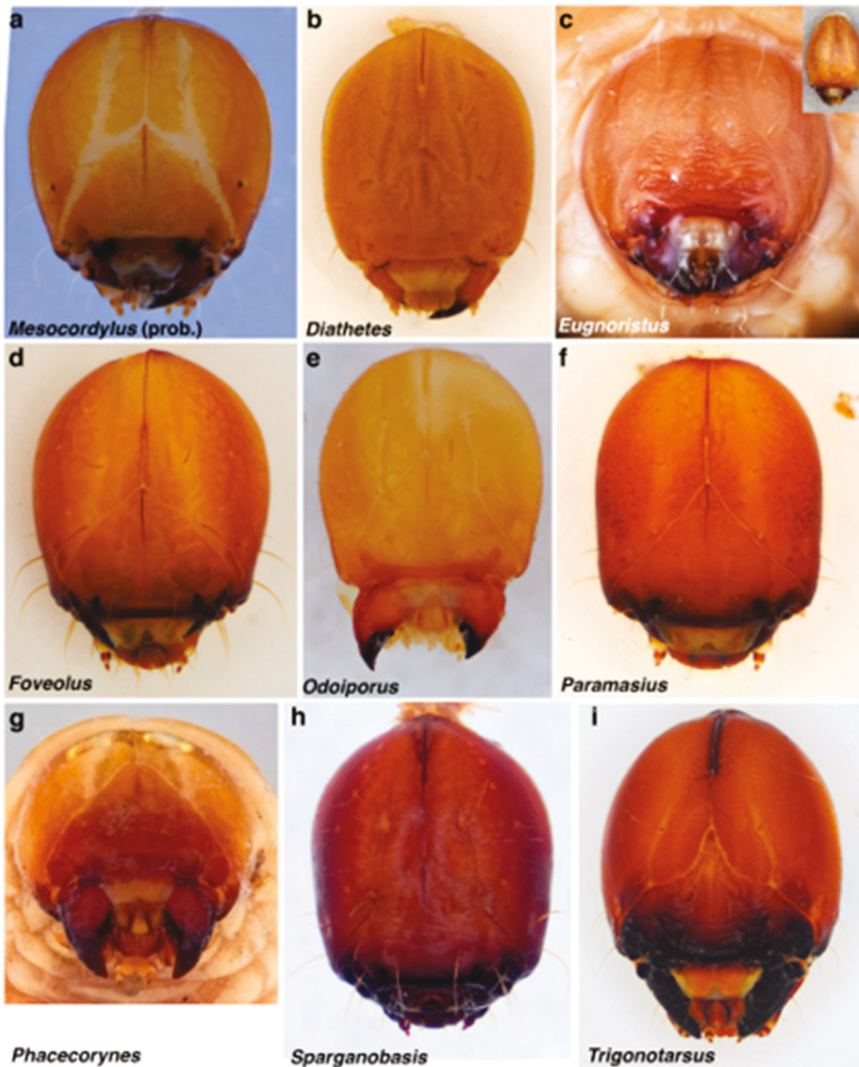 a
b
c
Mesocordylus (prob.)
Diathetes
Eugnoristus
d
e
f
Foveolus
Odoiporus
Paramasius
g
h
i
Phacecorynes
Sparganobasis
Trigonotarsus